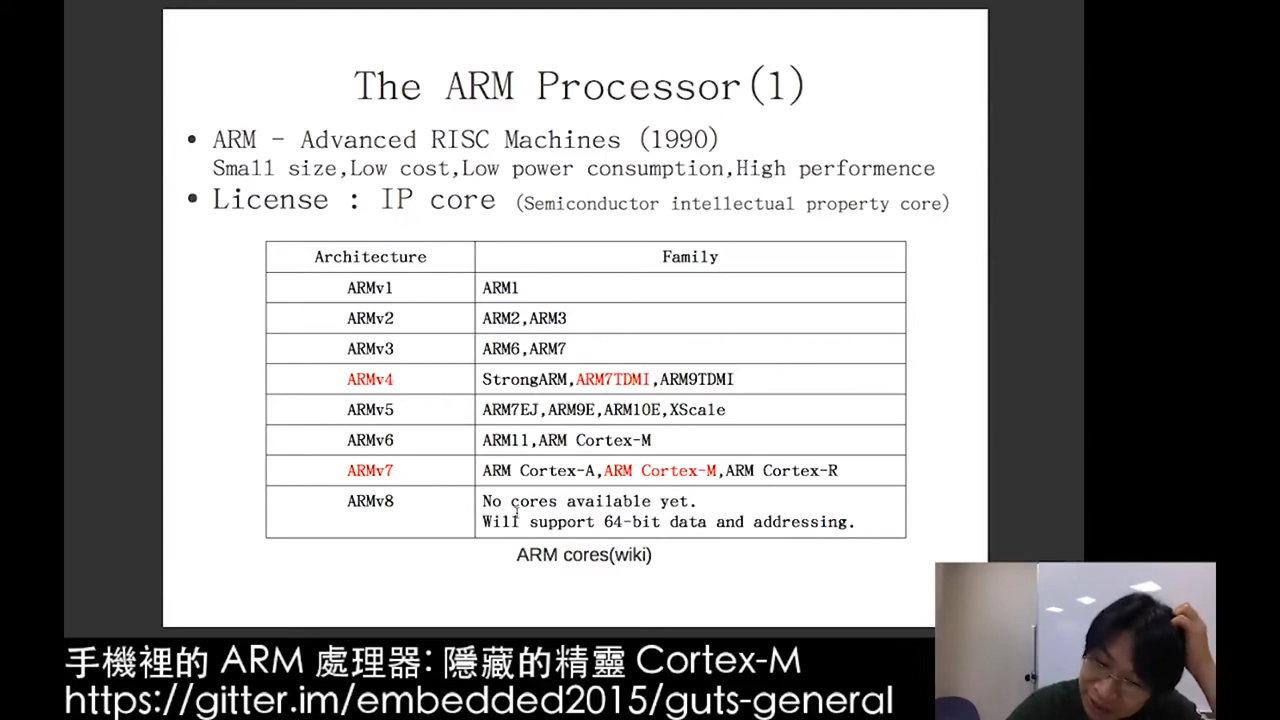 The ARM Processor(1)
• ARM - Advanced RISC Machines (1990)
Small size,Low cost,Low power consumption,High performence
• License : IP core (Semiconductor intellectual property core)
Architecture Family
ARMv1 ARM1
ARMv2 ARM2,ARM3
ARMv3 ARM6,ARM7
ARMv4 StrongARM,ARM7TDMI,ARM9TDMI
ARMv5 ARM7EJ,ARM9E,ARM10E,XScale
ARMv6 ARM11,ARM Cortex-M
ARMv7 ARM Cortex-A,ARM Cortex-M,ARM Cortex-R
ARMv8 No cores available yet.
Will support 64-bit data and addressing.
ARM cores(wiki)
手機裡的 ARM 處理器: 隱藏的精靈 Cortex-M
https://gitter.im/embedded2015/guts-general